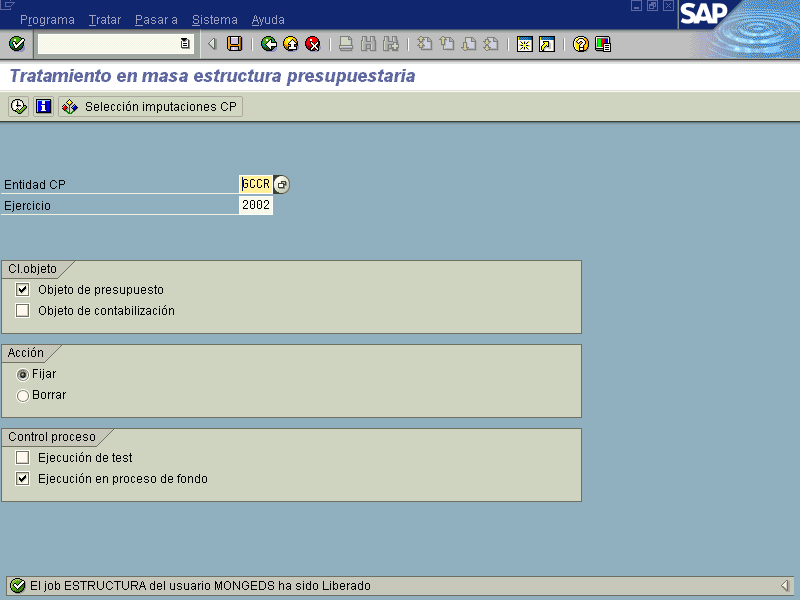 Programa Tratar Pasar a Sistema Ayuda
SAP
Tratamiento en masa estructura presupuestaria
Selección imputaciones CP
Entidad CP GCCR
Ejercicio 2002
Cl.objeto
Objeto de presupuesto
Objeto de contabilización
Acción
Fijar
Borrar
Control proceso
Ejecución de test
Ejecución en proceso de fondo
El job ESTRUCTURA del usuario MONGEDS ha sido Liberado